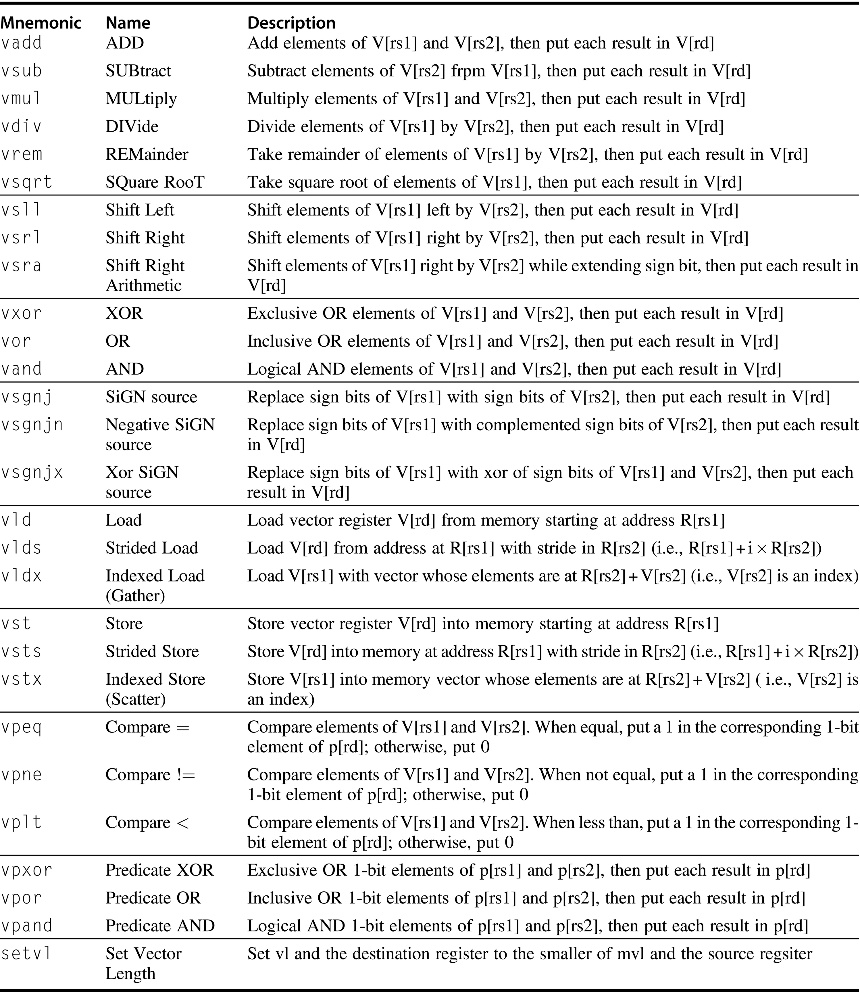 Mnemonic Name Description
vadd ADD Add elements of V[rs1] and V[rs2], then put each result in V[rd]
vsub SUBtract Subtract elements of V[rs2] frpm V[rs1], then put each result in V[rd]
vmul MULtiply Multiply elements of V[rs1] and V[rs2], then put each result in V[rd]
vdiv DIVide Divide elements of V[rs1] by V[rs2], then put each result in V[rd]
vrem REMainder Take remainder of elements of V[rs1] by V[rs2], then put each result in V[rd]
vsqrt SQuare RooT Take square root of elements of V[rs1], then put each result in V[rd]
vsll Shift Left Shift elements of V[rs1] left by V[rs2], then put each result in V[rd]
vsrl Shift Right Shift elements of V[rs1] right by V[rs2], then put each result in V[rd]
vsra Shift Right Shift elements of V[rs1] right by V[rs2] while extending sign bit, then put each result in
Arithmetic V[rd]
vxor XOR Exclusive OR elements of V[rs1] and V[rs2], then put each result in V[rd]
vor OR Inclusive OR elements of V[rs1] and V[rs2], then put each result in V[rd]
vand AND Logical AND elements of V[rs1] and V[rs2], then put each result in V[rd]
vsgnj SiGN source Replace sign bits of V[rs1] with sign bits of V[rs2], then put each result in V[rd]
vsgnjn Negative SiGN Replace sign bits of V[rs1] with complemented sign bits of V[rs2], then put each result
source in V[rd]
vsgnjx Xor SiGN Replace sign bits of V[rs1] with xor of sign bits of V[rs1] and V[rs2], then put each
source result in V[rd]
vld Load Load vector register V[rd] from memory starting at address R[rs1]
vlds Strided Load Load V[rd] from address at R[rs1] with stride in R[rs2] (i.e., R[rs1]+i×R[rs2])
vldx Indexed Load Load V[rs1] with vector whose elements are at R[rs2]+V[rs2] (i.e., V[rs2] is an index)
(Gather)
vst Store Store vector register V[rd] into memory starting at address R[rs1]
vsts Strided Store Store V[rd] into memory at address R[rs1] with stride in R[rs2] (i.e., R[rs1]+i×R[rs2])
vstx Indexed Store Store V[rs1] into memory vector whose elements are at R[rs2]+V[rs2] ( i.e., V[rs2] is
(Scatter) an index)
vpeq Compare = Compare elements of V[rs1] and V[rs2]. When equal, put a 1 in the corresponding 1-bit
element of p[rd]; otherwise, put 0
vpne Compare != Compare elements of V[rs1] and V[rs2]. When not equal, put a 1 in the corresponding
1-bit element of p[rd]; otherwise, put 0
vplt Compare < Compare elements of V[rs1] and V[rs2]. When less than, put a 1 in the corresponding 1-
bit element of p[rd]; otherwise, put 0
vpxor Predicate XOR Exclusive OR 1-bit elements of p[rs1] and p[rs2], then put each result in p[rd]
vpor Predicate OR Inclusive OR 1-bit elements of p[rs1] and p[rs2], then put each result in p[rd]
vpand Predicate AND Logical AND 1-bit elements of p[rs1] and p[rs2], then put each result in p[rd]
setvl Set Vector Set vl and the destination register to the smaller of mvl and the source regsiter
Length